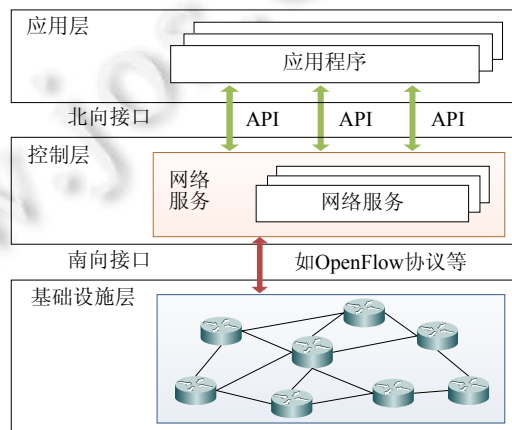 应用层
应用程序
北向接口
API
API
API
控制层
网络
服务
网络服务
南向接口
如OpenFlow协议等
基础设施层